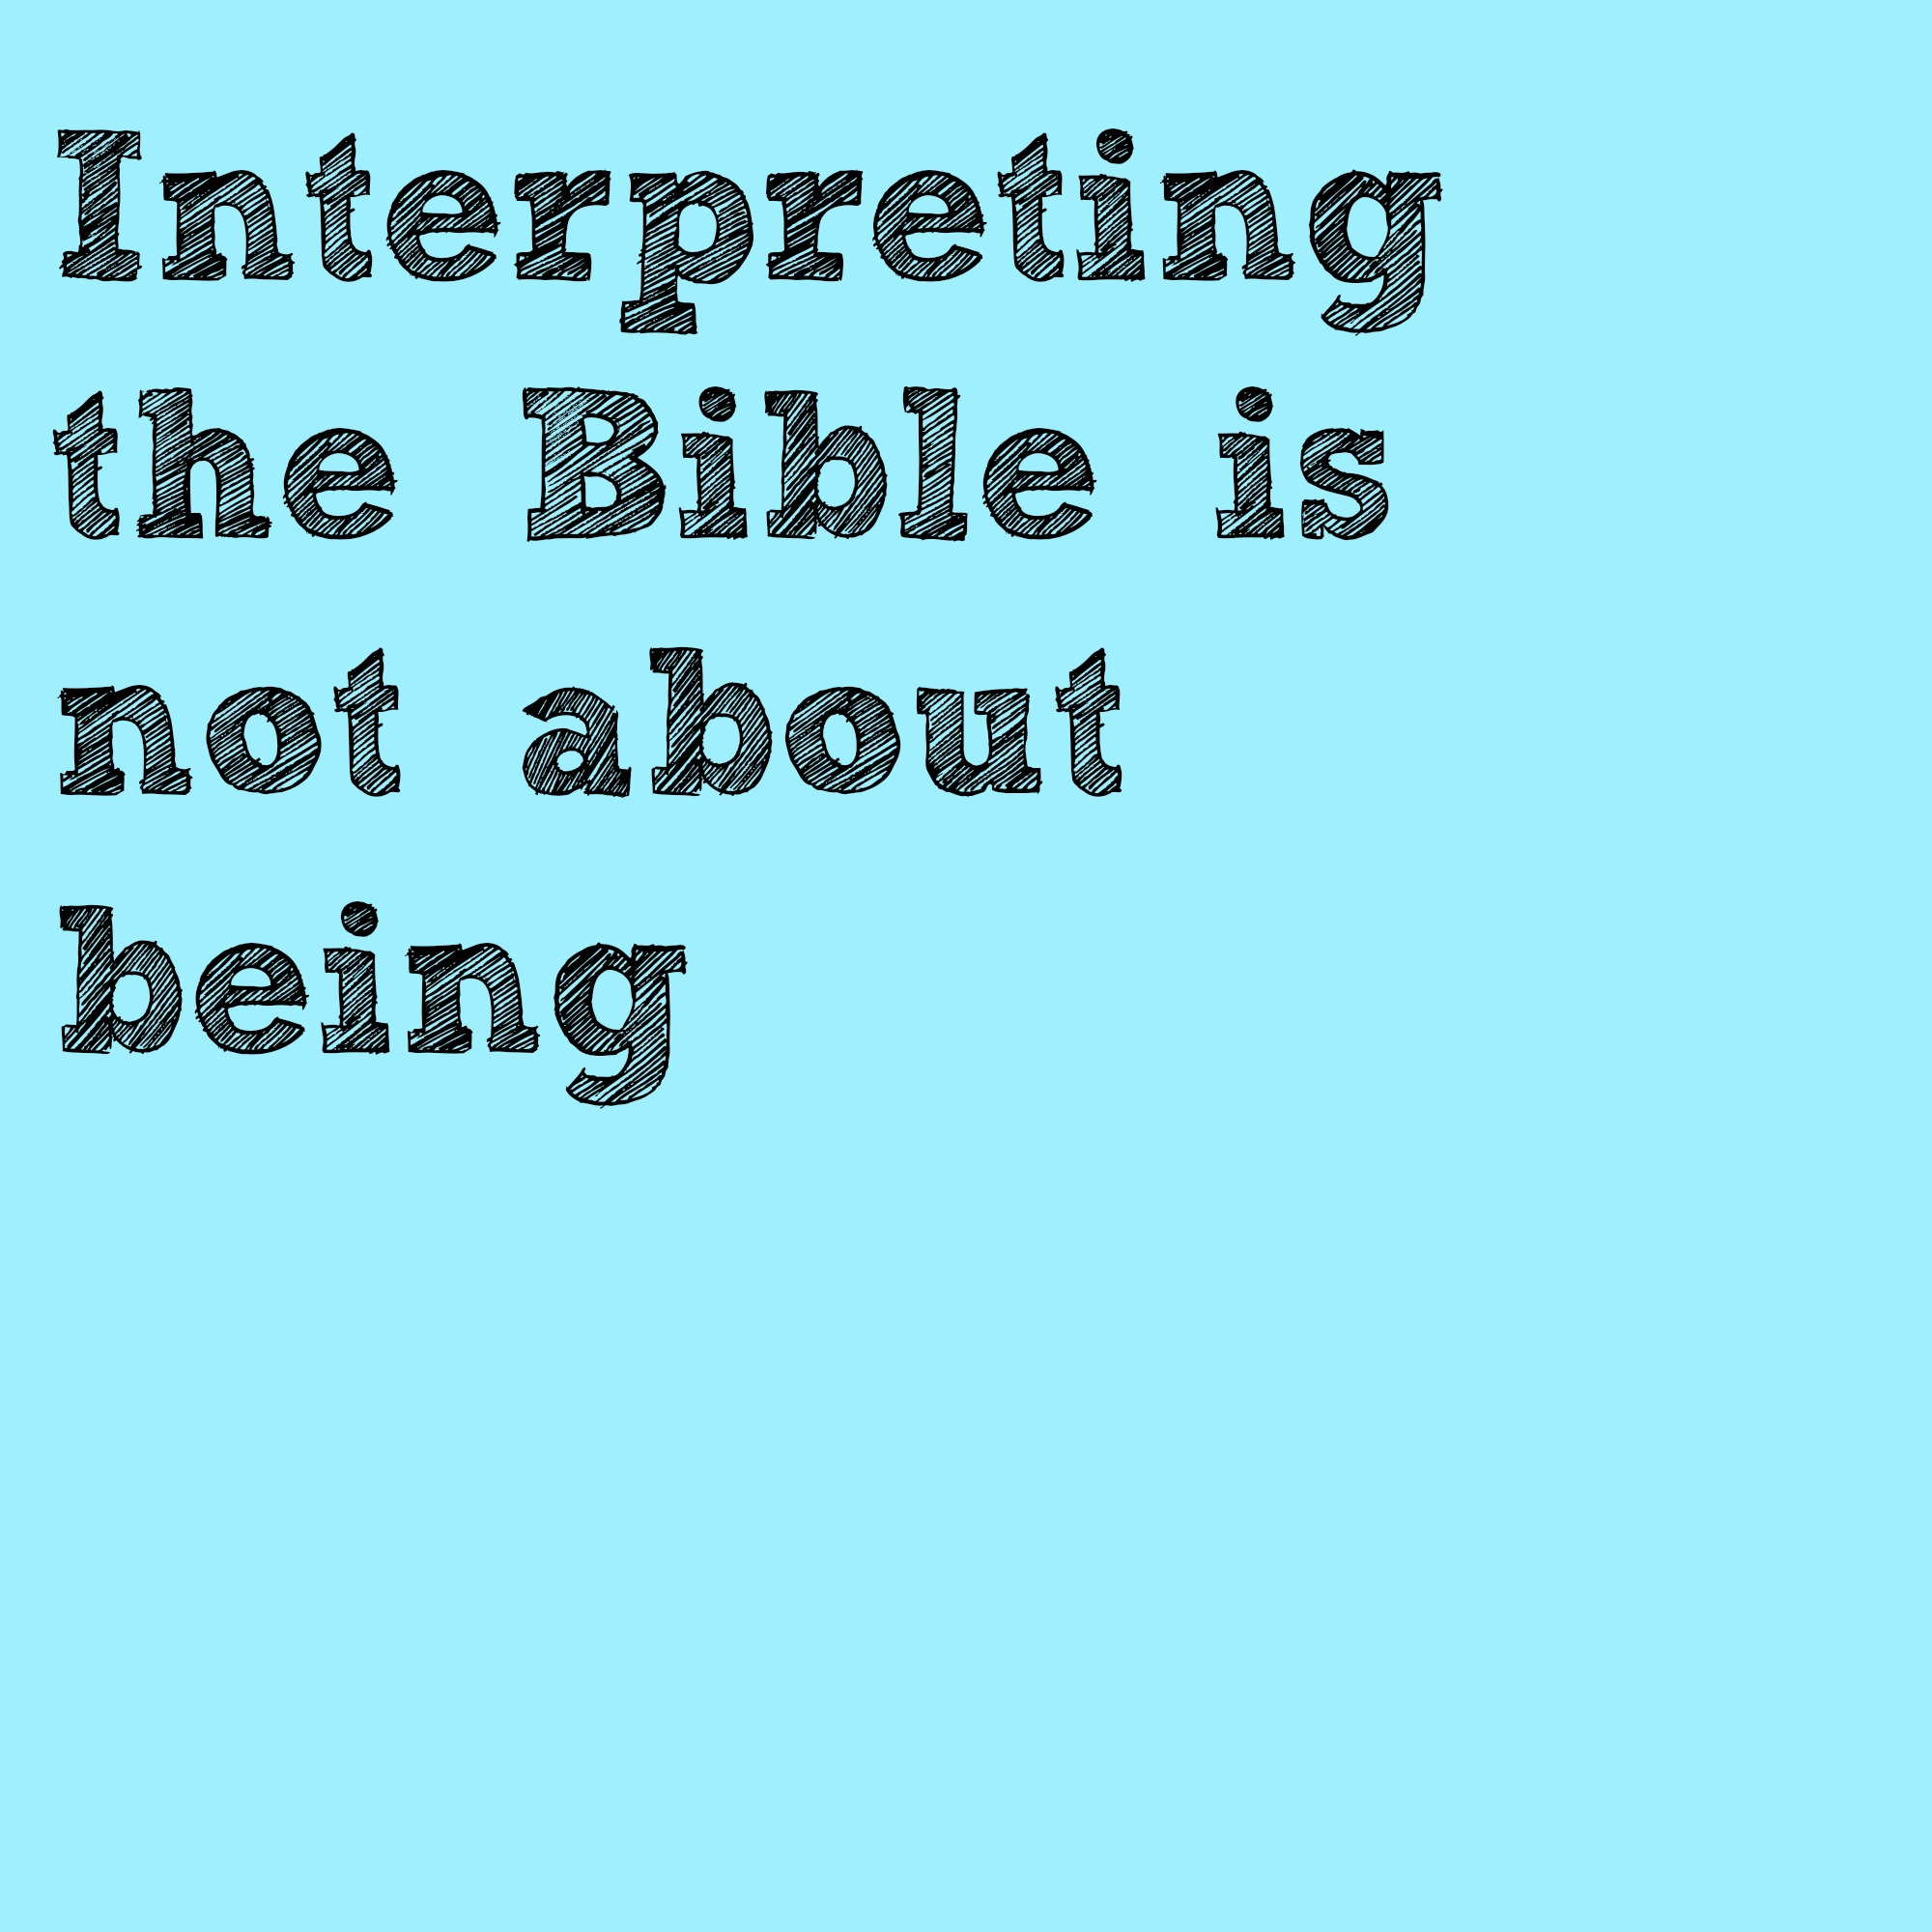 Interpreting
the Bible is
not about
being